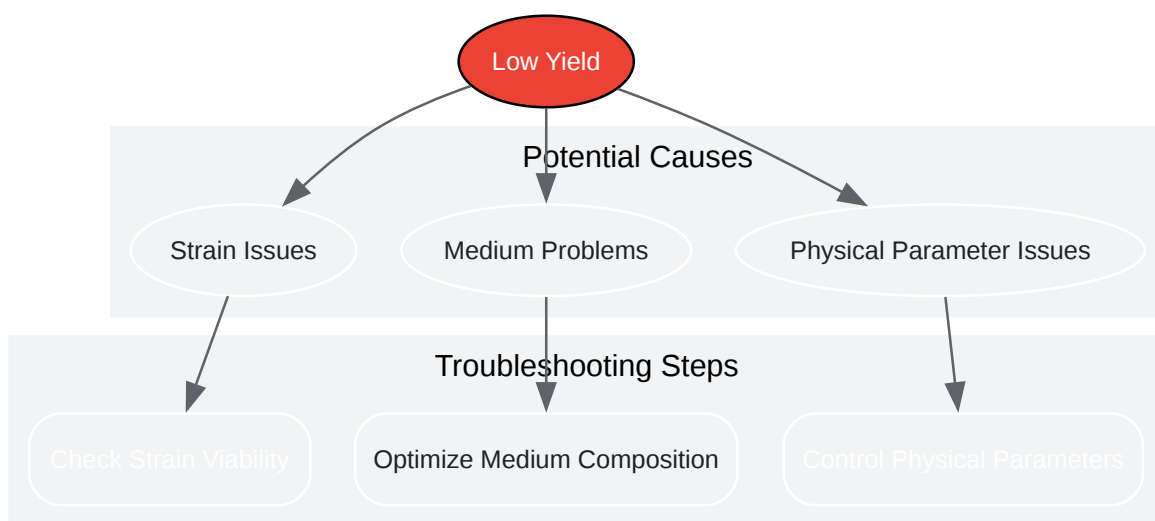 Low Yield
Potential Causes
Strain Issues
Medium Problems
Physical Parameter Issues
Troubleshooting Steps
Check Strain Viability
Optimize Medium Composition
Control Physical Parameters